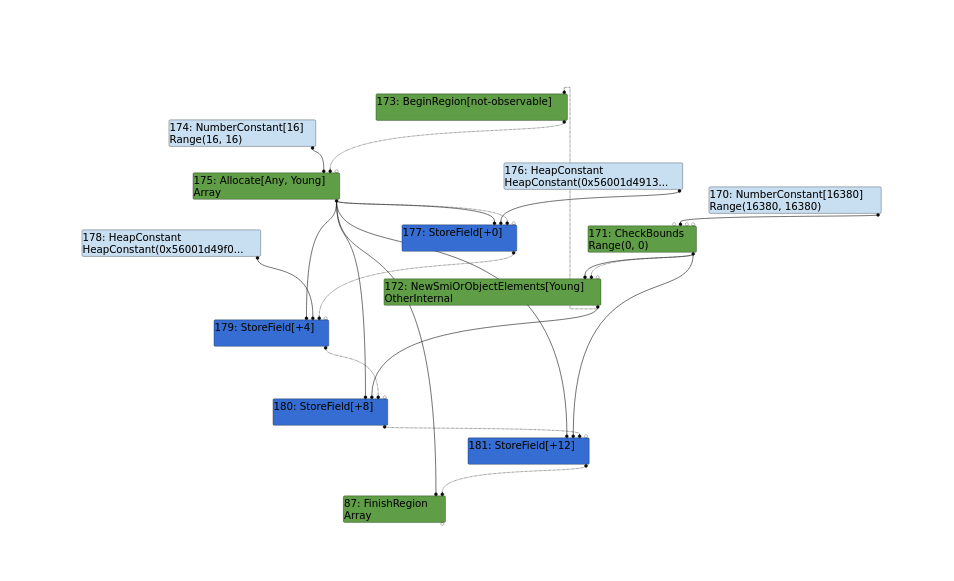 173: BeginRegion[not-observable]
174: NumberConstant[16]
Range(16, 16)
175: Allocate[Any, Young]
Array
176: HeapConstant
HeapConstant(0x56001d4913...
170: NumberConstant[16380]
Range(16380, 16380)
177: StoreField[+0]
171: CheckBounds
Range(0, 0)
178: HeapConstant
HeapConstant(0x56001d49f0...
172: NewSmiOrObjectElements[Young]
OtherInternal
179: StoreField[+4]
180: StoreField[+8]
181: StoreField[+12]
87: FinishRegion
Array